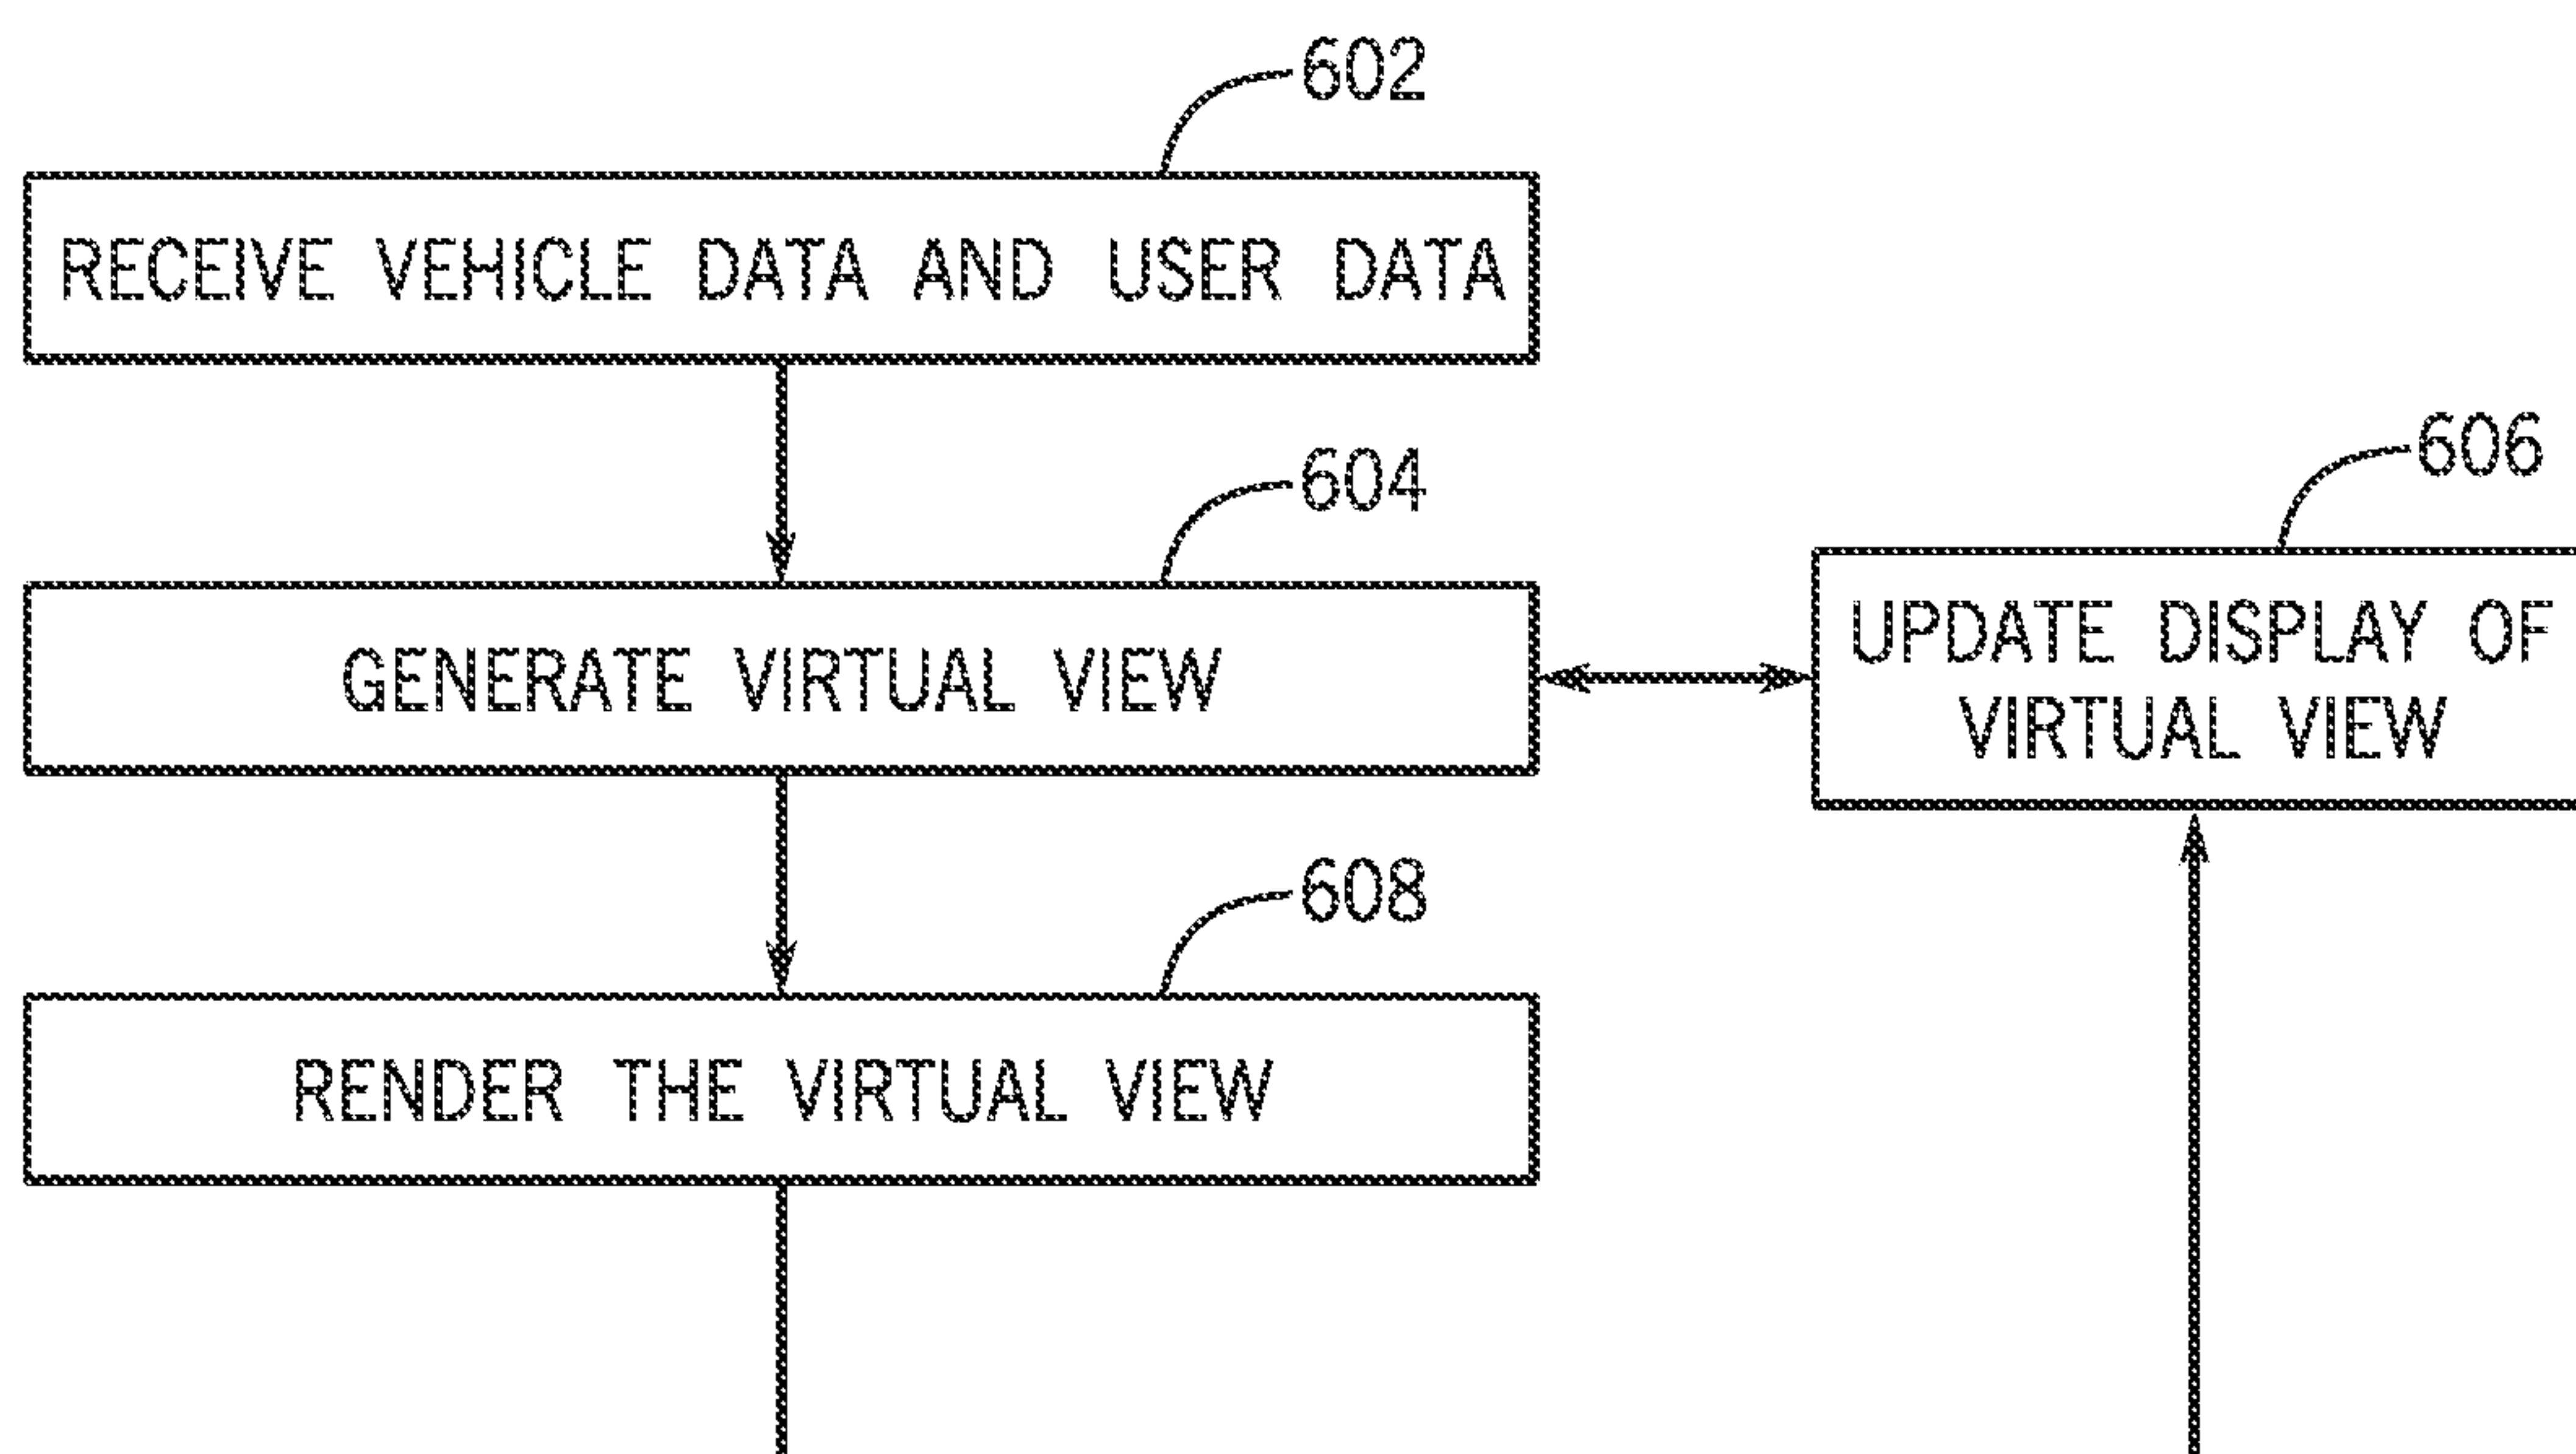 602
RECEIVE VEHICLE DATA AND USER DATA
604
GENERATE VIRTUAL VIEW
606
UPDATE DISPLAY OF
VIRTUAL VIEW
608
RENDER THE VIRTUAL VIEW